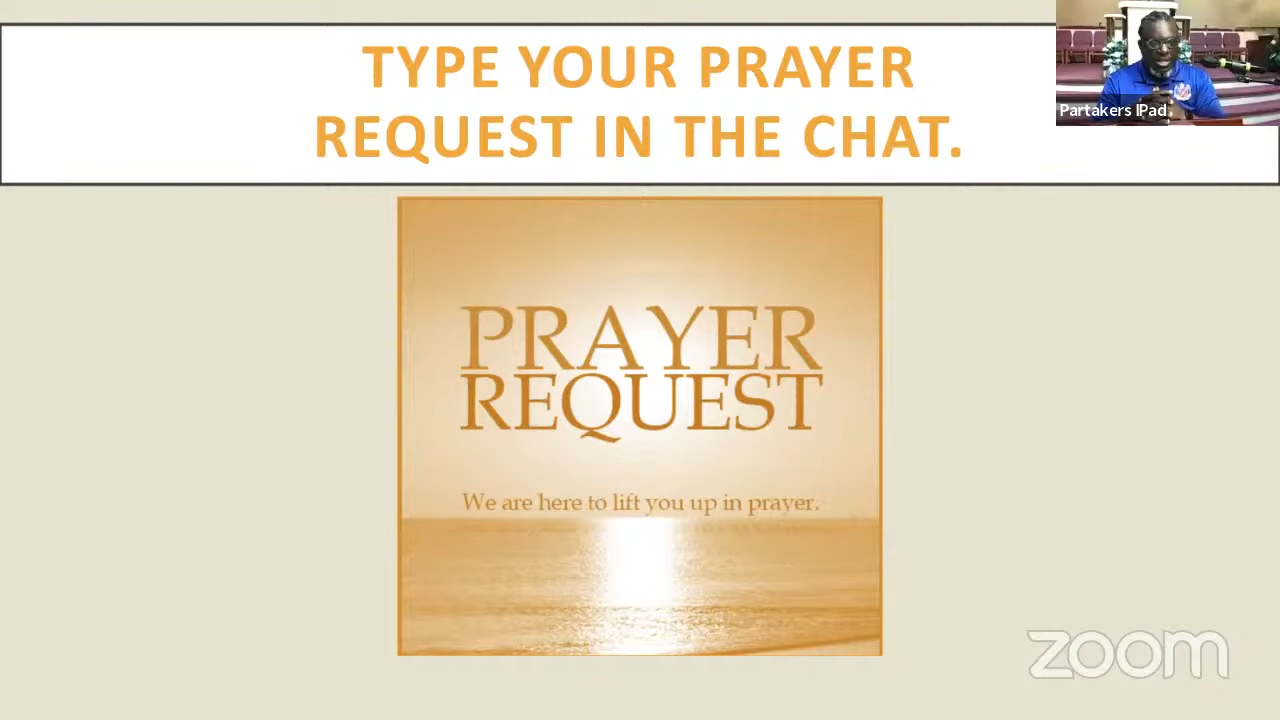 TYPE YOUR PRAYER
REQUEST IN THE CHAT.
Partakers IPad
PRAYER
REQUEST
We are here to lift you up in prayer.
zoom